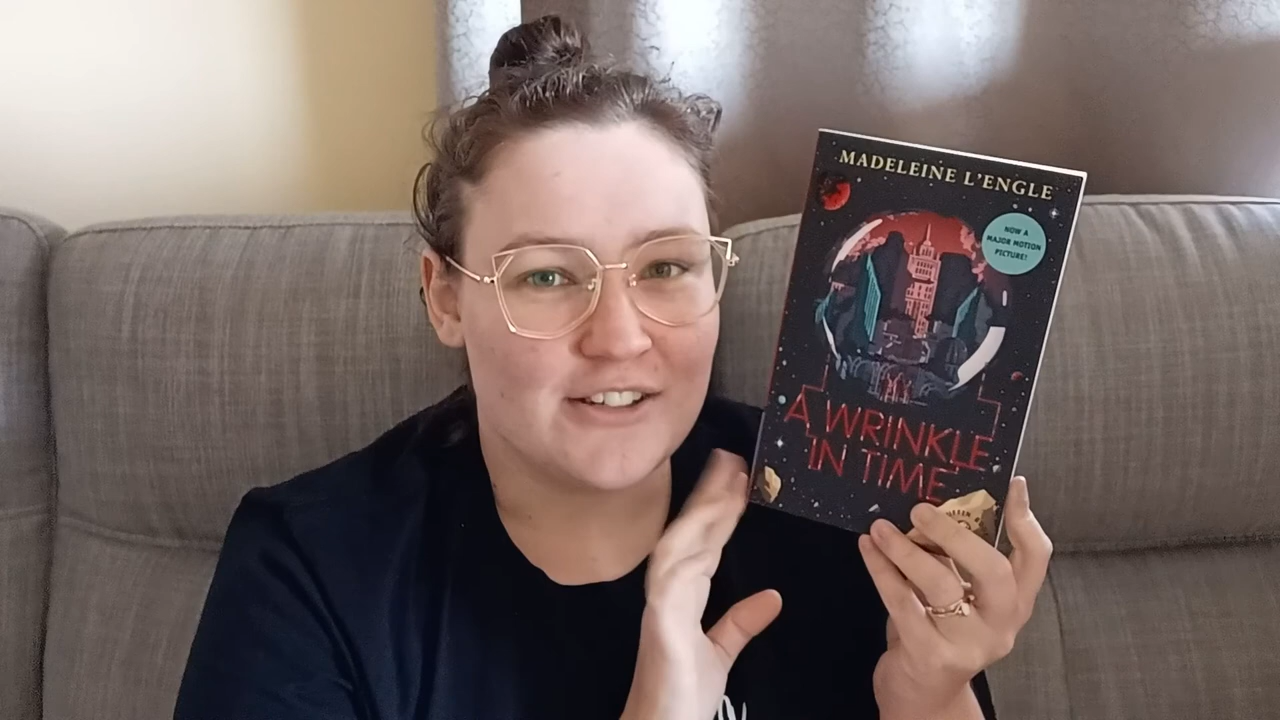 MADELEINE L'ENGLE
NOW A
MAJOR MOTION
PICTURE!
A WRINKLE
IN TIME